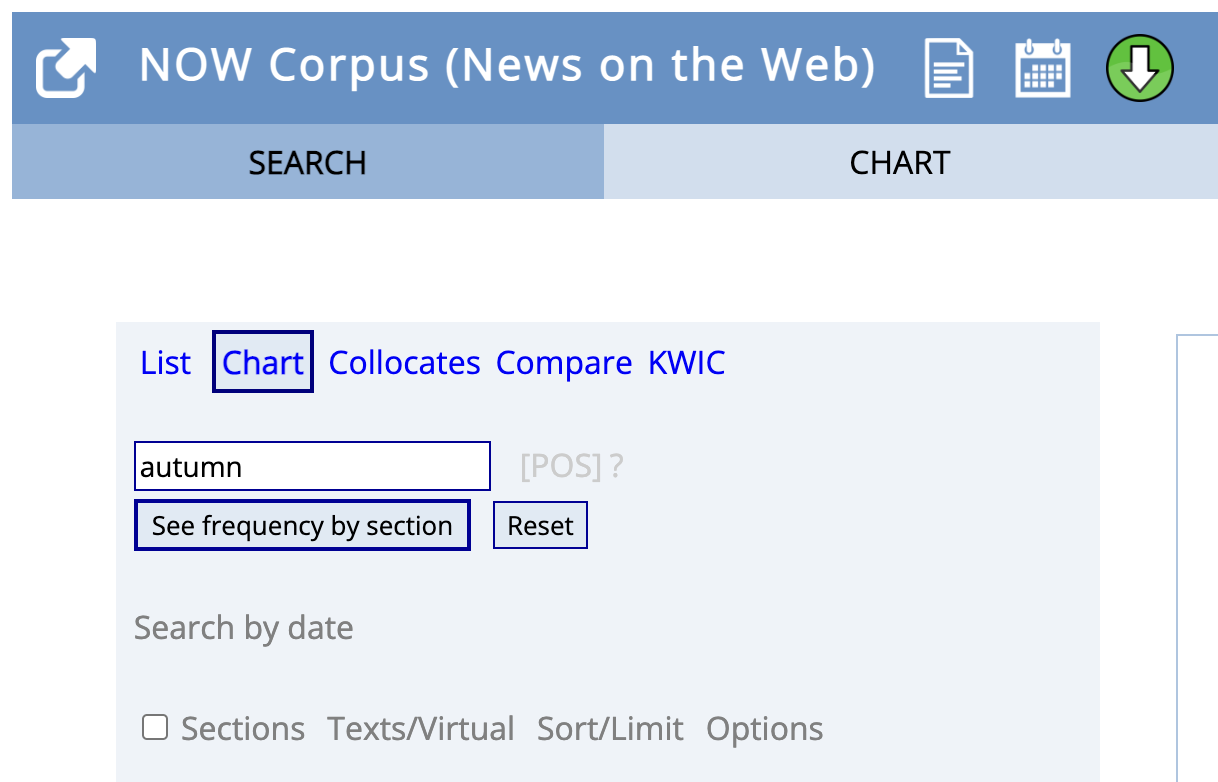 NOW Corpus (News on the Web)
SEARCH CHART
List Chart Collocates Compare KWIC
autumn [POS] ?
See frequency by section Reset
Search by date
Sections Texts/Virtual Sort/Limit Options